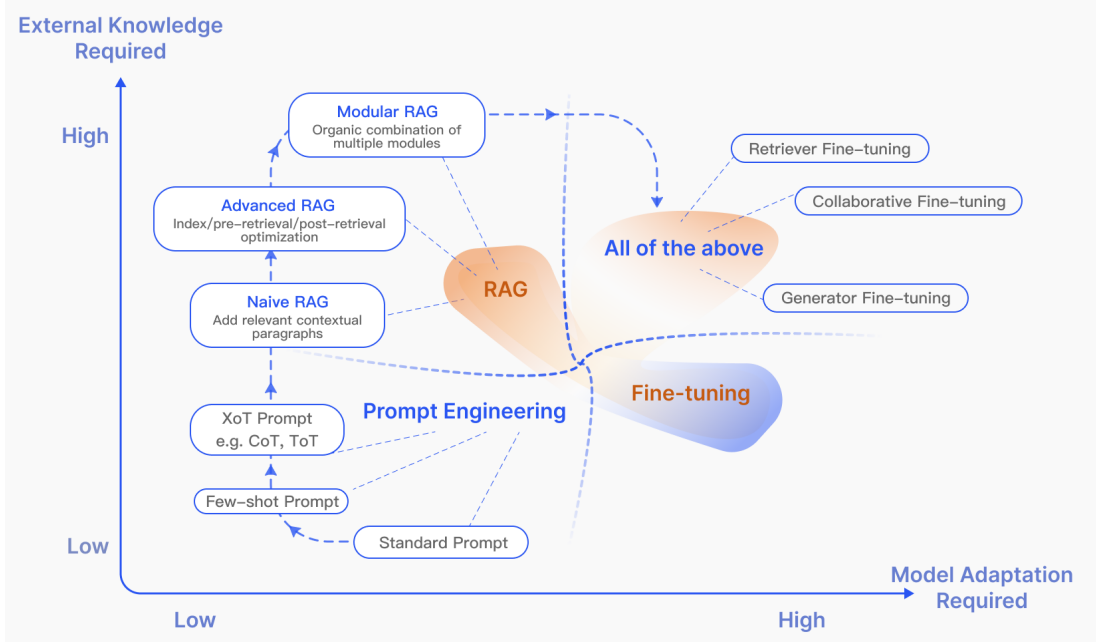 External Knowledge
Required
High
Modular RAG
Organic combination of
multiple modules
Retriever Fine-tuning
Advanced RAG
Index/pre-retrieval/post-retrieval
optimization
Collaborative Fine-tuning
All of the above
RAG
Naive RAG
Add relevant contextual
paragraphs
Generator Fine-tuning
Fine-tuning
Prompt Engineering
XoT Prompt
e.g. CoT, ToT
Few-shot Prompt
Standard Prompt
Low
Model Adaptation
Required
Low
High